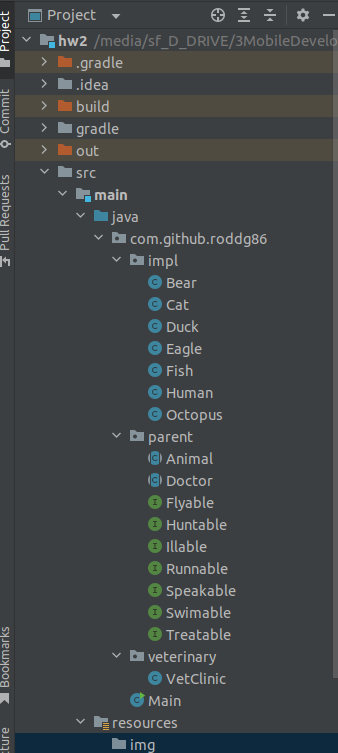 Project
hw2 /media/sf_D_DRIVE/3MobileDevelo
.gradle
.idea
build
gradle
out
src
main
java
com.github.roddg86
impl
Bear
Cat
Duck
Eagle
Fish
Human
Octopus
parent
Animal
Doctor
Flyable
Huntable
Illable
Runnable
Speakable
Swimable
Treatable
veterinary
VetClinic
Main
resources
img
Project
Commit
Pull Requests
Bookmarks
cture